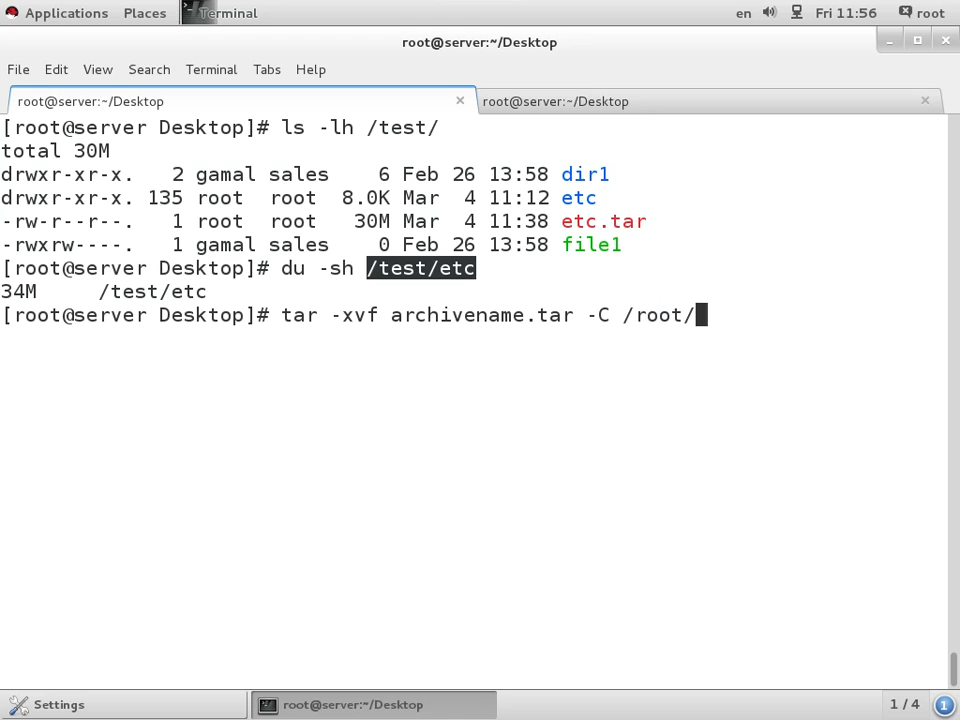 Applications Places Terminal en Fri 11:56 root
root@server:~/Desktop
File Edit View Search Terminal Tabs Help
root@server:~/Desktop root@server:~/Desktop
[root@server Desktop]# ls -lh /test/
total 30M
drwxr-xr-x. 2 gamal sales 6 Feb 26 13:58 dir1
drwxr-xr-x. 135 root root 8.0K Mar 4 11:12 etc
-rw-r--r--. 1 root root 30M Mar 4 11:38 etc.tar
-rwxrw----. 1 gamal sales 0 Feb 26 13:58 file1
[root@server Desktop]# du -sh /test/etc
34M /test/etc
[root@server Desktop]# tar -xvf archivename.tar -C /root/
Settings root@server:~/Desktop 1 / 4 1